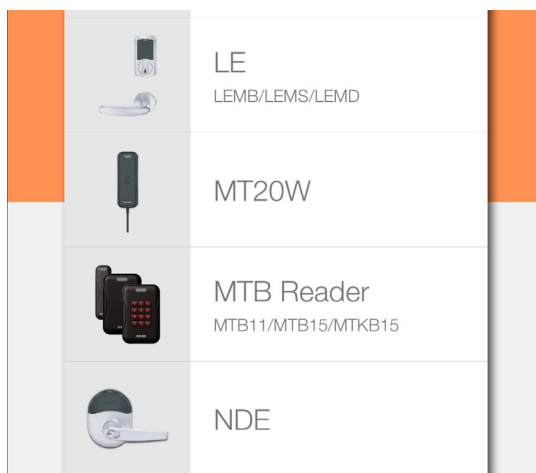 LE
LEMB/LEMS/LEMD
MT20W
MTB Reader
MTB11/MTB15/MTKB15
NDE